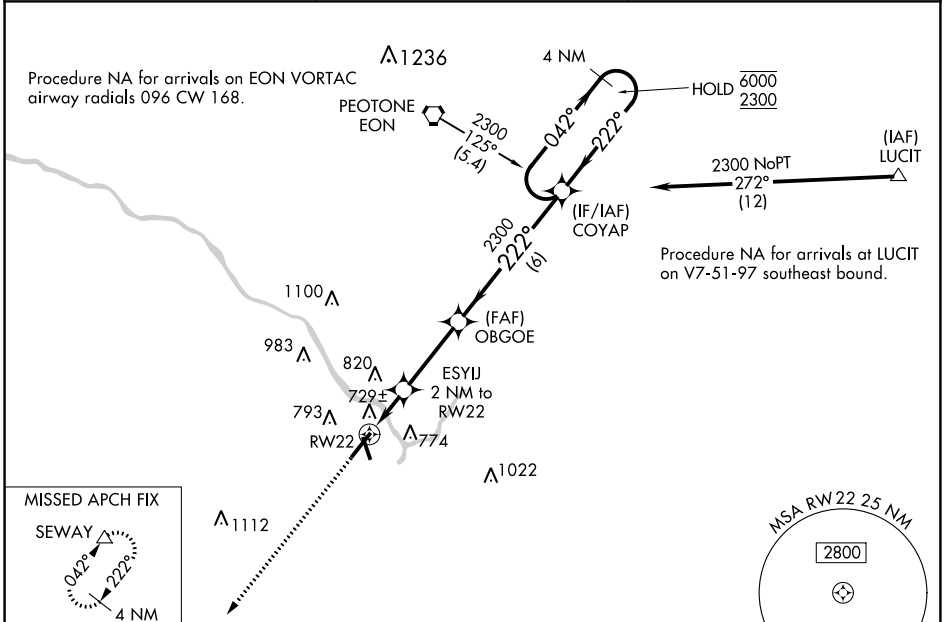 Procedure NA for arrivals on EON VORTAC
airway radials 096 CW 168.
1236
4 NM
HOLD 6000
2300
PEOTONE
EON
2300
125°
(5.4)
042°
222°
(IAF)
LUCIT
2300 NoPT
272°
(12)
(IF/IAF)
COYAP
2300
222°
(6)
Procedure NA for arrivals at LUCIT
on V7-51-97 southeast bound.
1100
(FAF)
OBGOE
983
820
ESYIJ
2 NM to
RW22
729±
793
RW22
774
1022
1112
MISSED APCH FIX
SEWAY
042°
222°
4 NM
MSA RW22 25 NM
2800